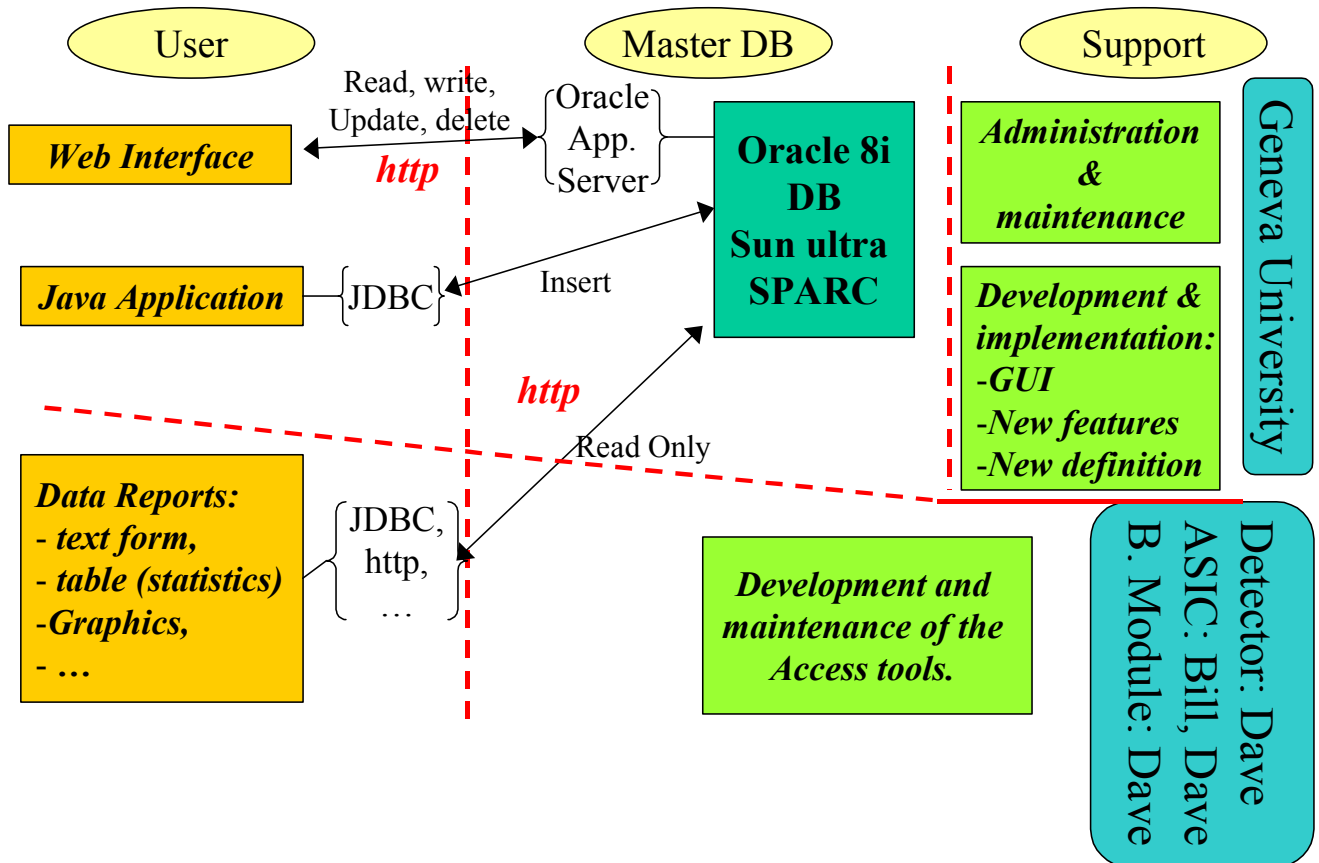 User
Master DB
Support
Read, write,
Update, delete
http
Web Interface
Oracle
App.
Server
Oracle 8i
DB
Sun ultra
SPARC
Administration
&
maintenance
Geneva University
Java Application
JDBC
Insert
Development &
implementation:
-GUI
-New features
-New definition
http
Read Only
Data Reports:
- text form,
- table (statistics)
-Graphics,
- …
JDBC,
http,
…
Development and
maintenance of the
Access tools.
Detector: Dave
ASIC: Bill, Dave
B. Module: Dave